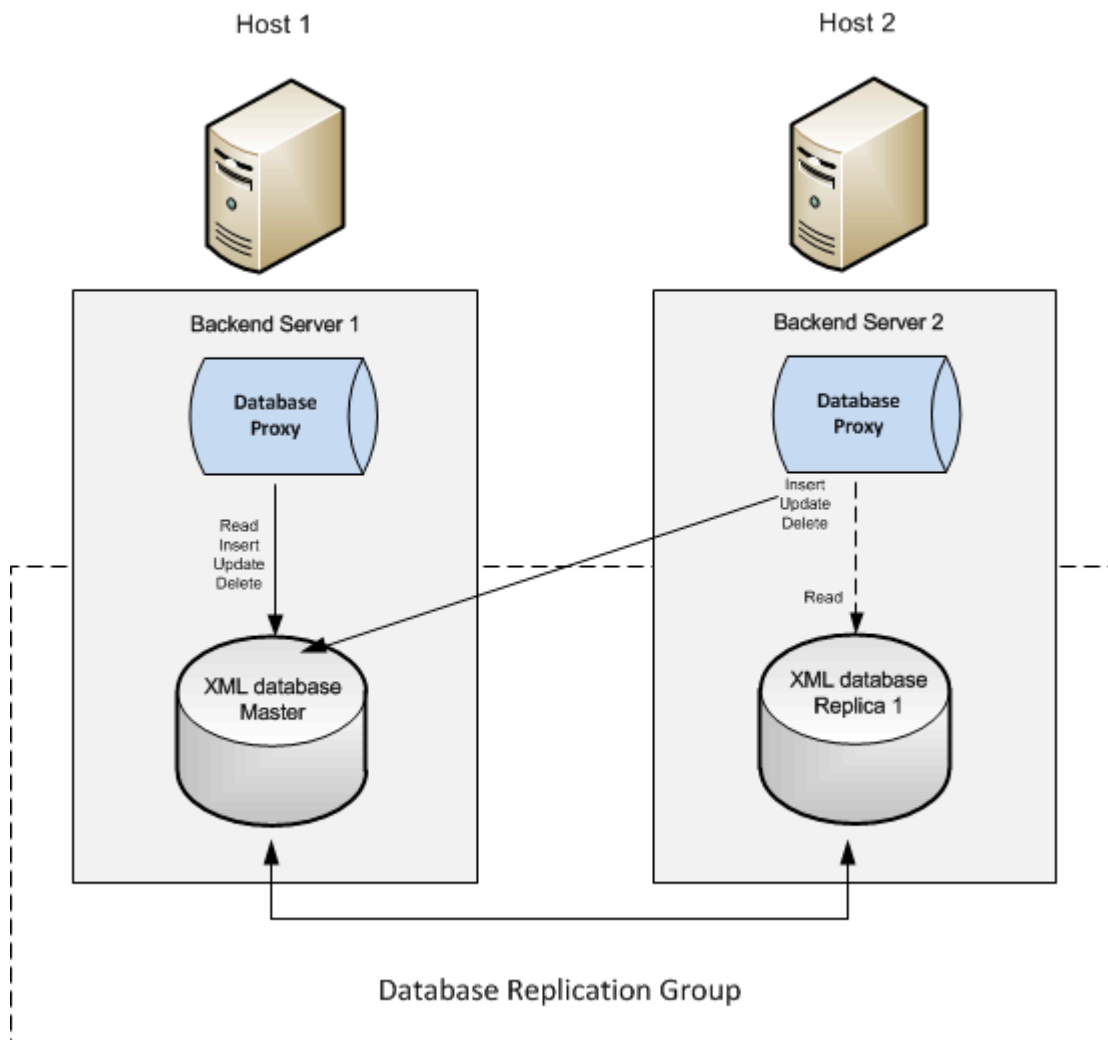 Host 1
Host 2
Backend Server 1
Database
Proxy
Read
Insert
Update
Delete
XML database
Master
Backend Server 2
Database
Proxy
Insert
Update
Delete
Read
XML database
Replica 1
Database Replication Group